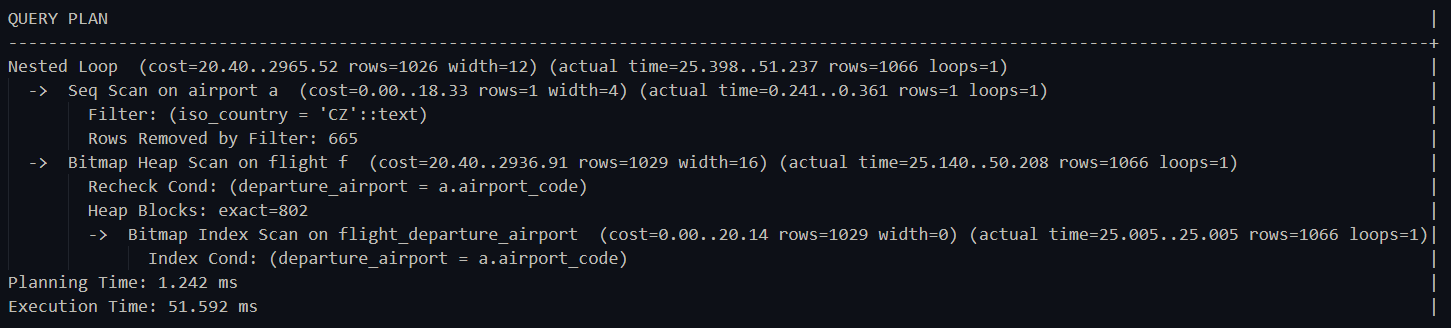 QUERY PLAN |
----------------------------------------------------------------------------------------------------------------------------------------------+
Nested Loop  (cost=20.40..2965.52 rows=1026 width=12) (actual time=25.398..51.237 rows=1066 loops=1) |
  ->  Seq Scan on airport a  (cost=0.00..18.33 rows=1 width=4) (actual time=0.241..0.361 rows=1 loops=1) |
        Filter: (iso_country = 'CZ'::text) |
        Rows Removed by Filter: 665 |
  ->  Bitmap Heap Scan on flight f  (cost=20.40..2936.91 rows=1029 width=16) (actual time=25.140..50.208 rows=1066 loops=1) |
        Recheck Cond: (departure_airport = a.airport_code) |
        Heap Blocks: exact=802 |
        ->  Bitmap Index Scan on flight_departure_airport  (cost=0.00..20.14 rows=1029 width=0) (actual time=25.005..25.005 rows=1066 loops=1)|
              Index Cond: (departure_airport = a.airport_code) |
Planning Time: 1.242 ms |
Execution Time: 51.592 ms |